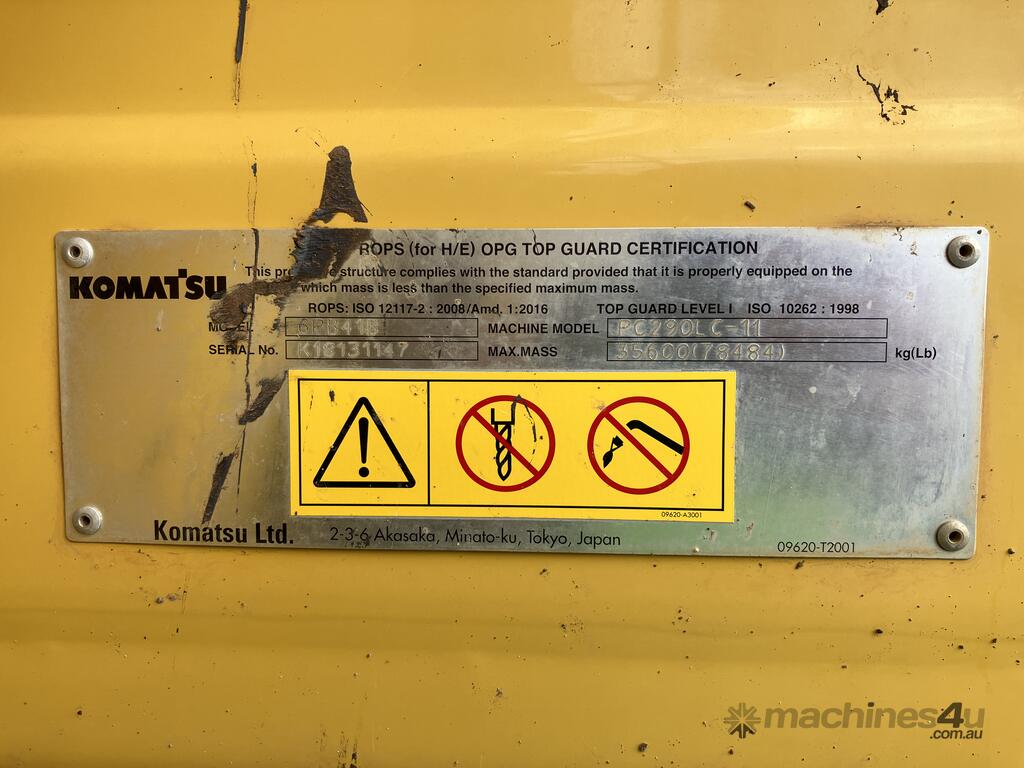 ROPS (for H/E) OPG TOP GUARD CERTIFICATION
KOMATSU
This structure complies with the standard provided that it is properly equipped on the
which mass is less than the specified maximum mass.
ROPS: ISO 12117-2 : 2008/Amd. 1:2016 TOP GUARD LEVEL I ISO 10262 : 1998
MODEL 6RB41B MACHINE MODEL PC290LC-11
SERIAL No. K18131147 MAX.MASS 35600(78484) kg(Lb)
09620-A3001
Komatsu Ltd. 2-3-6 Akasaka, Minato-ku, Tokyo, Japan 09620-T2001
machines4u
.com.au